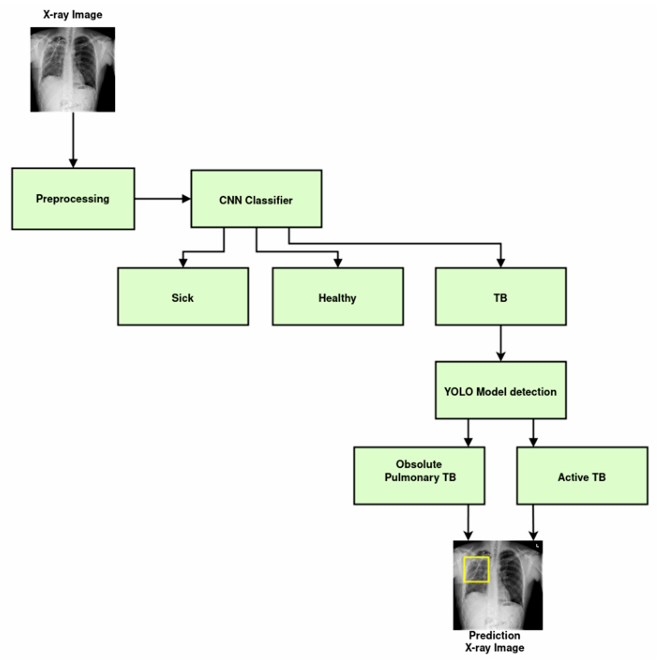 X-ray Image
Preprocessing
CNN Classifier
Sick
Healthy
TB
YOLO Model detection
Obsolute
Pulmonary TB
Active TB
Prediction
X-ray Image